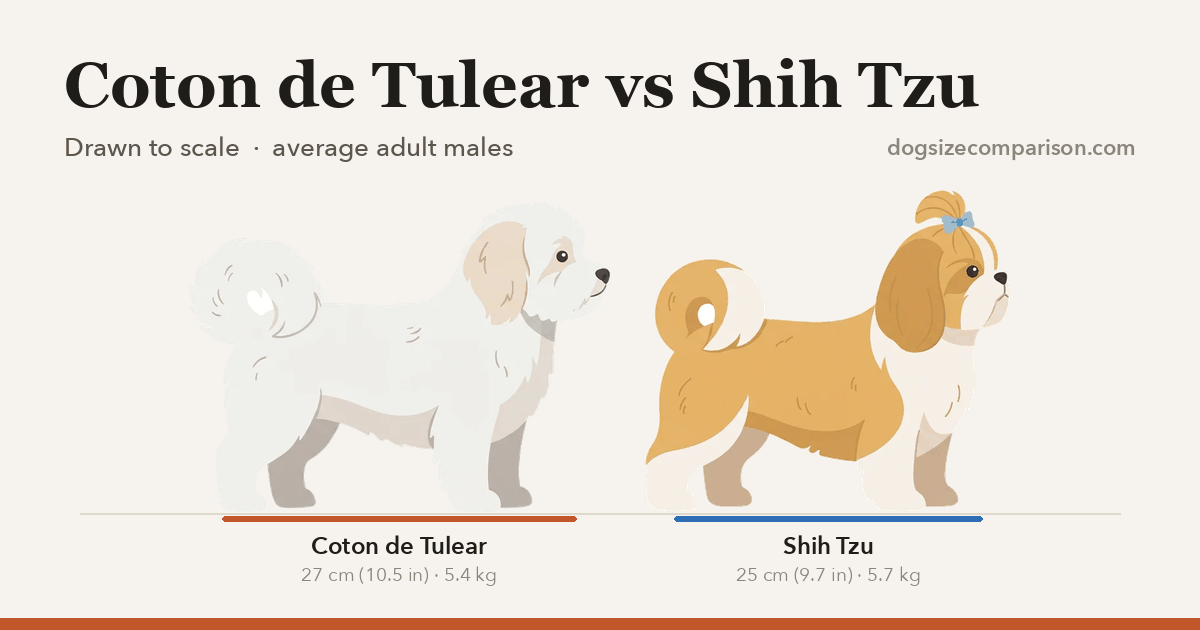 Coton de Tulear vs Shih Tzu
Drawn to scale · average adult males
dogsizecomparison.com
Coton de Tulear
27 cm (10.5 in) · 5.4 kg
Shih Tzu
25 cm (9.7 in) · 5.7 kg